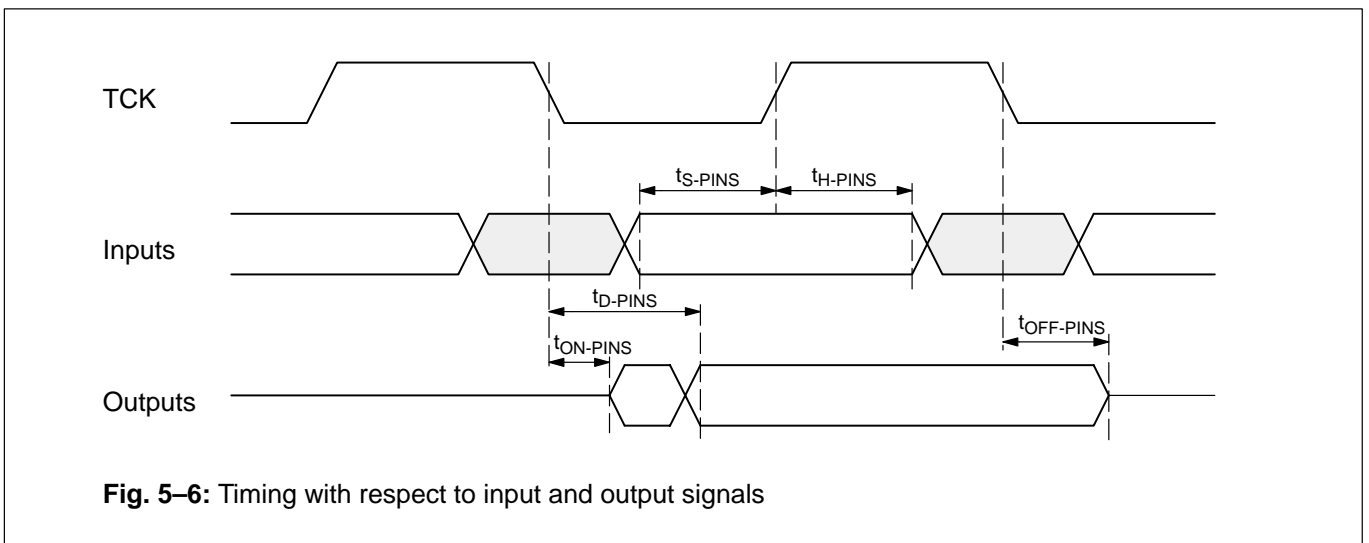 TCK
tS-PINS tH-PINS
Inputs
tD-PINS
tOFF-PINS
tON-PINS
Outputs
Fig. 5–6: Timing with respect to input and output signals